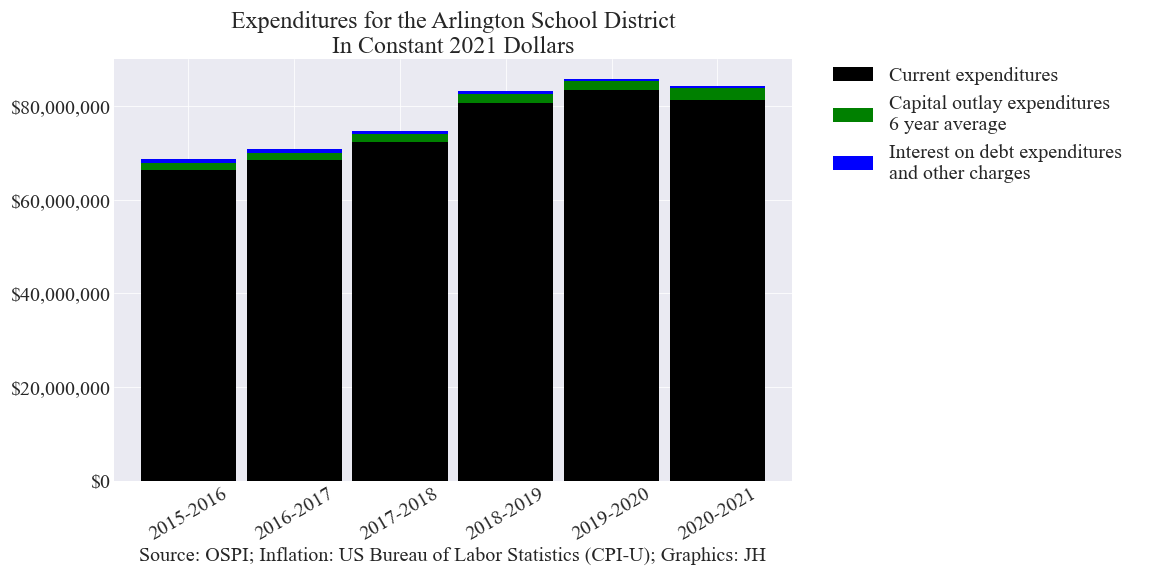 Expenditures for the Arlington School District
In Constant 2021 Dollars
$80,000,000
$60,000,000
$40,000,000
$20,000,000
$0
2015-2016
2016-2017
2017-2018
2018-2019
2019-2020
2020-2021
Source: OSPI; Inflation: US Bureau of Labor Statistics (CPI-U); Graphics: JH
Current expenditures
Capital outlay expenditures
6 year average
Interest on debt expenditures
and other charges